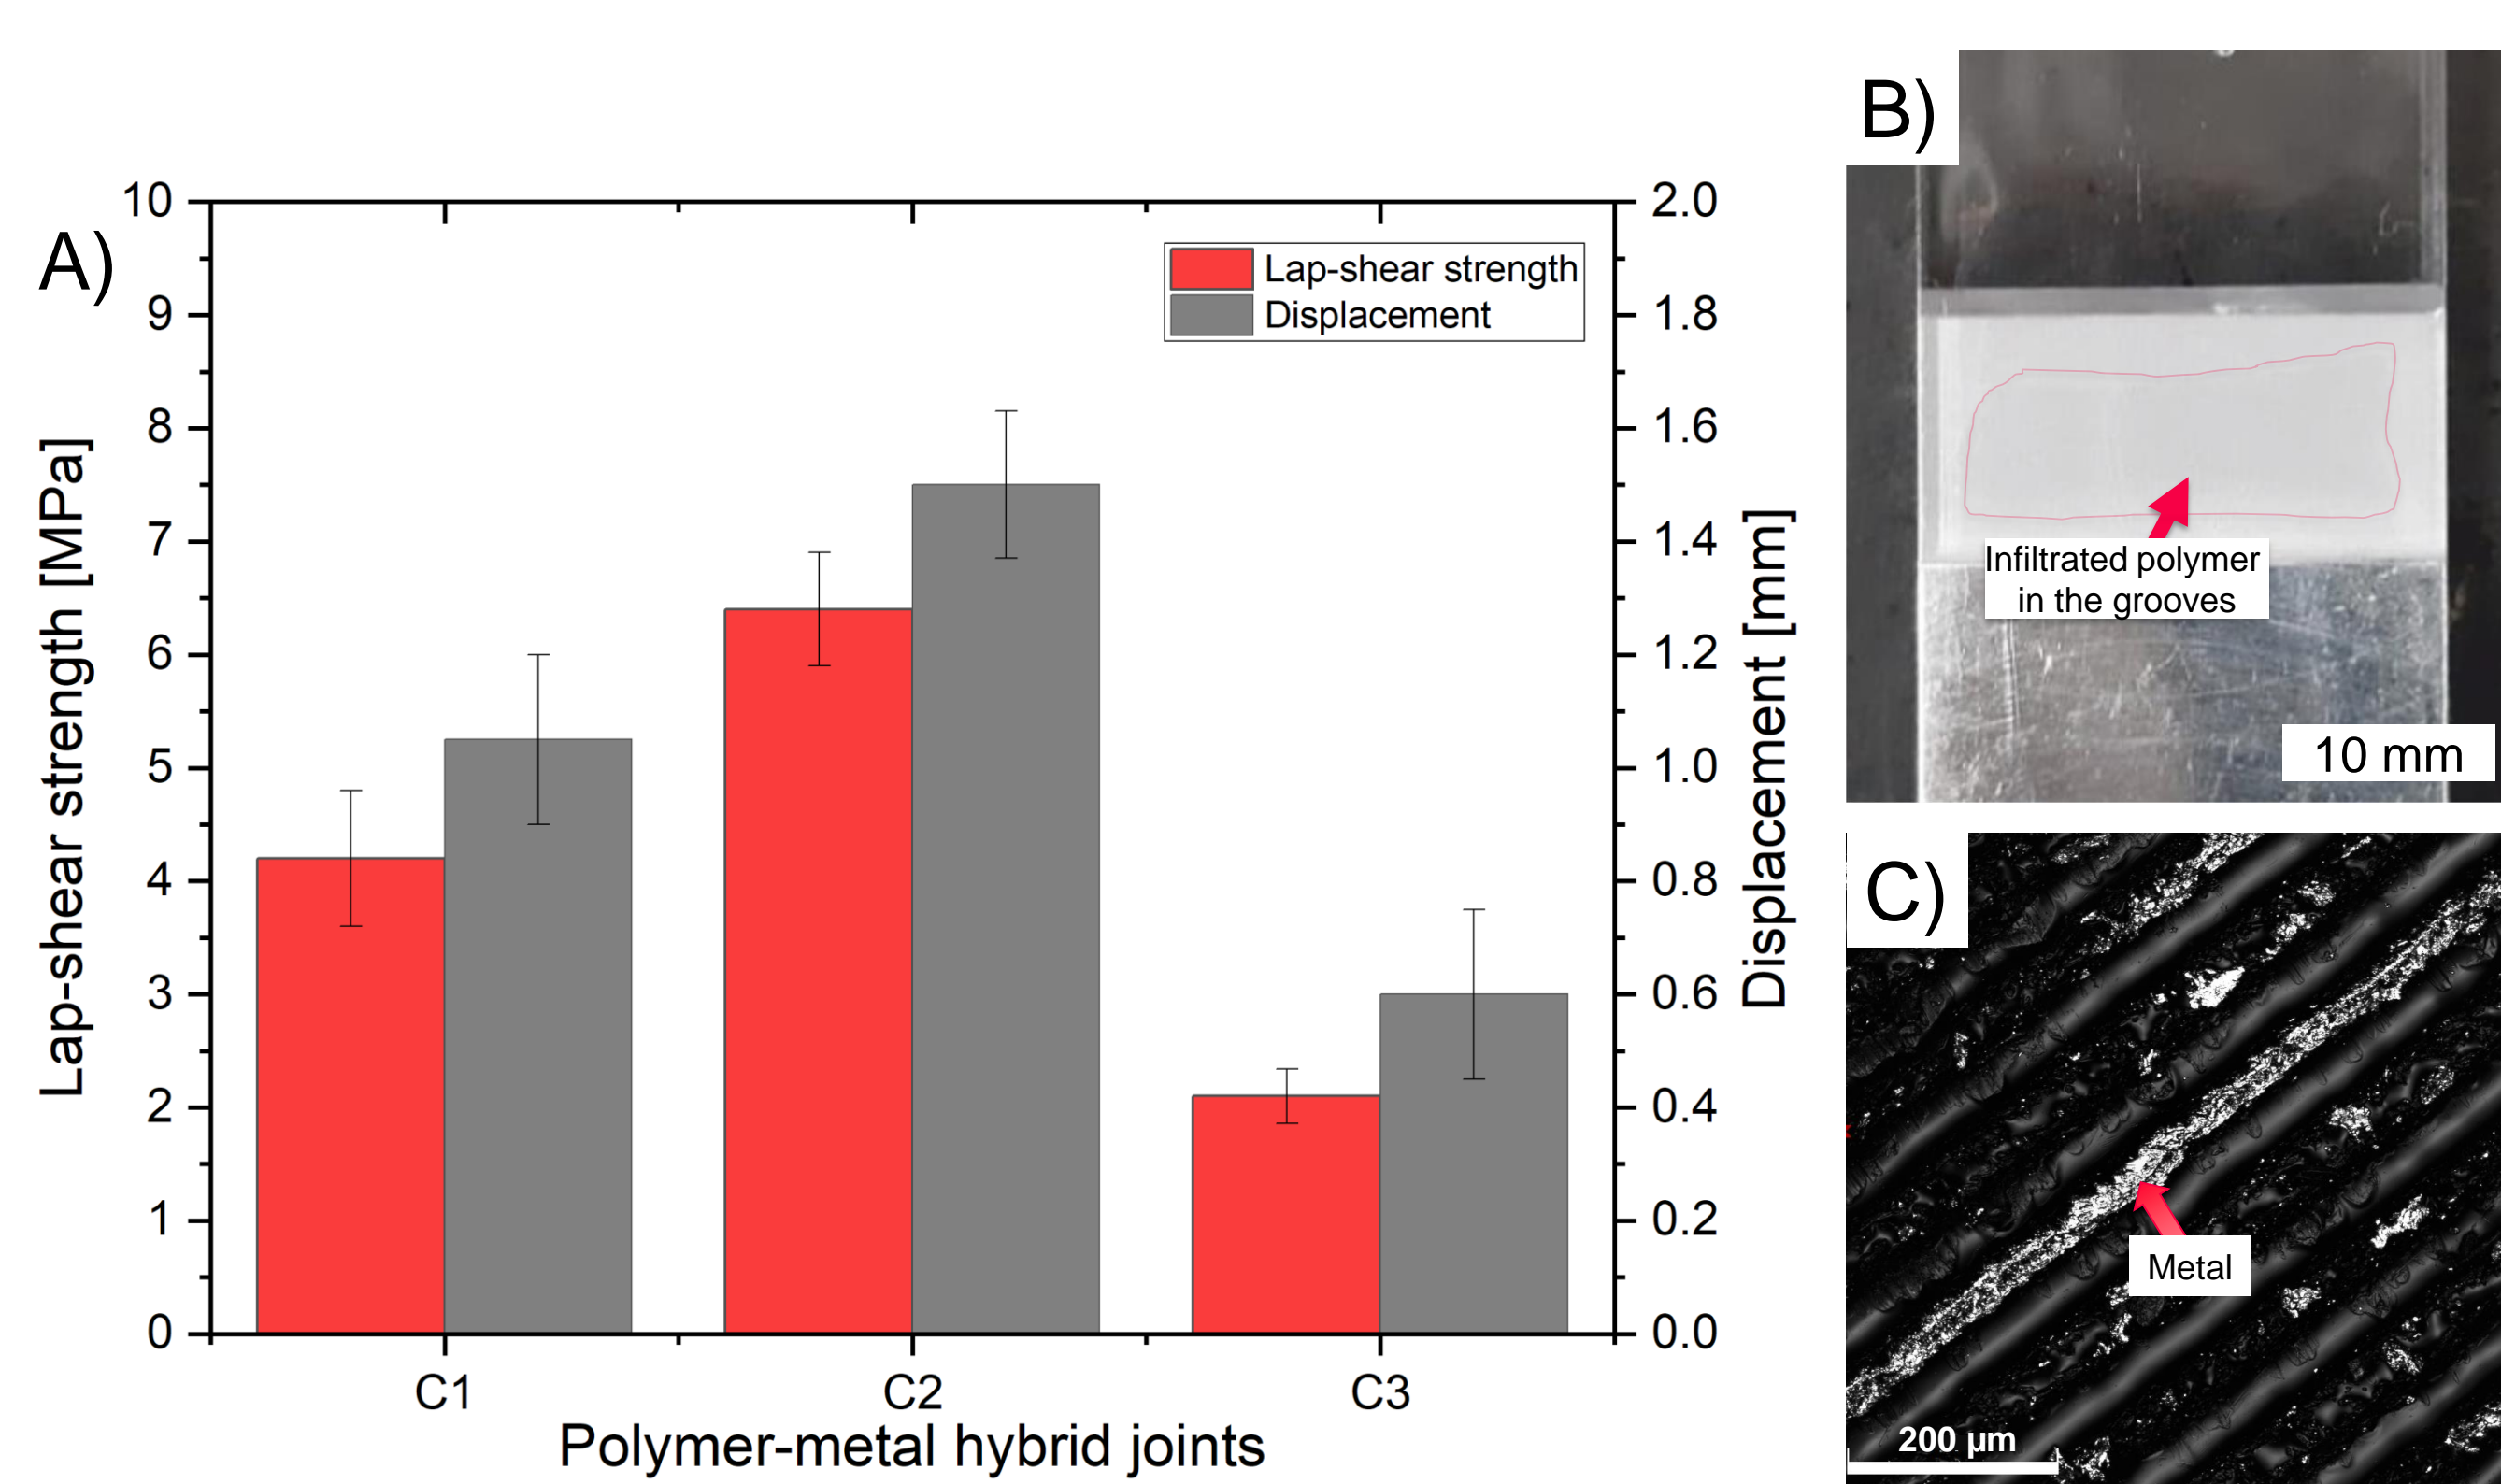 A)
10
9
8
7
6
5
4
3
2
1
0
Lap-shear strength [MPa]
Lap-shear strength
Displacement
2.0
1.8
1.6
1.4
1.2
1.0
0.8
0.6
0.4
0.2
0.0
Displacement [mm]
C1 C2 C3
Polymer-metal hybrid joints
B)
Infiltrated polymer
in the grooves
10 mm
C)
Metal
200 µm